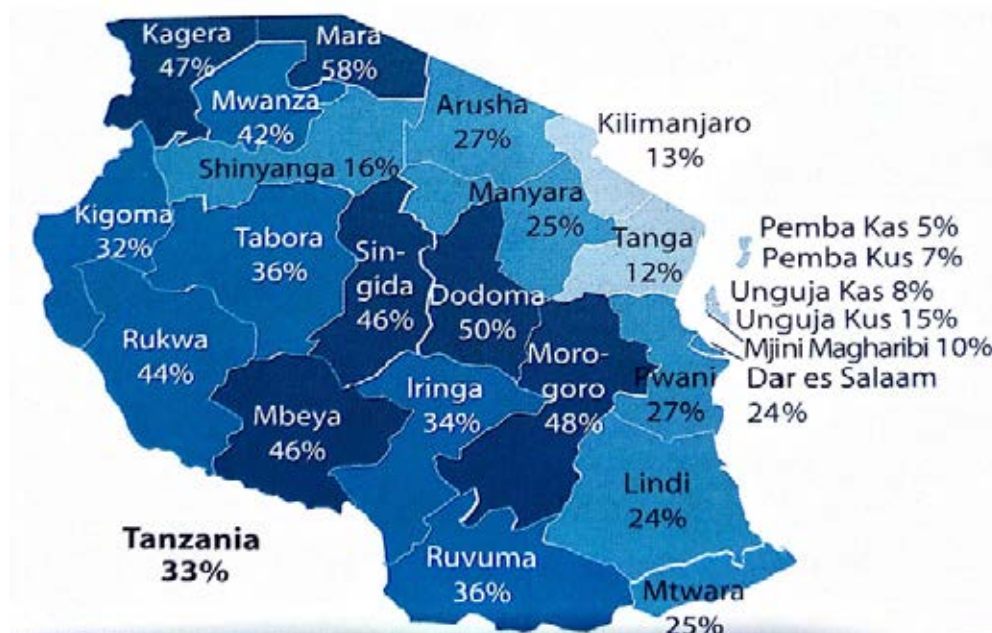 Kagera
47%
Mara
58%
Mwanza
42%
Arusha
27%
Kilimanjaro
13%
Shinyanga 16%
Manyara
25%
Kigoma
32%
Tabora
36%
Sin-
gida
46%
Dodoma
50%
Tanga
12%
Pemba Kas 5%
Pemba Kus 7%
Unguja Kas 8%
Unguja Kus 15%
Mjini Magharibi 10%
Dar es Salaam
24%
Rukwa
44%
Moro-
goro
48%
Pwani
27%
Iringa
34%
Mbeya
46%
Lindi
24%
Tanzania
33%
Ruvuma
36%
Mtwara
25%